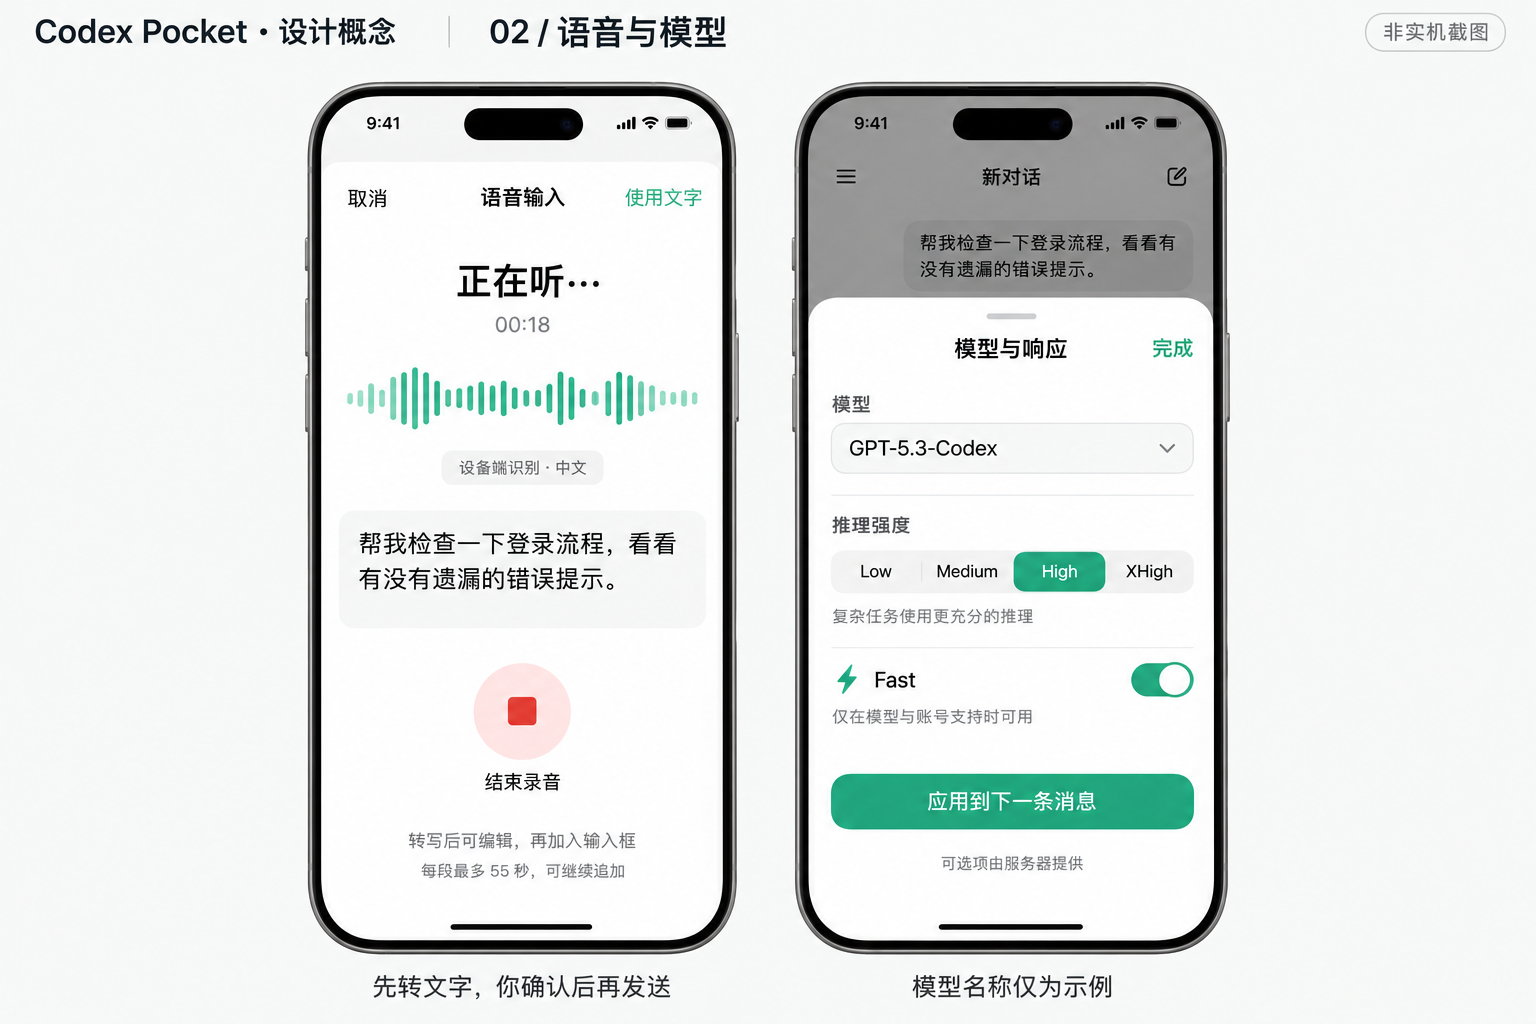 Codex Pocket · 设计概念
02 / 语音与模型
非实机截图
9:41
取消
语音输入
使用文字
正在听···
00:18
设备端识别 · 中文
帮我检查一下登录流程，看看
有没有遗漏的错误提示。
结束录音
转写后可编辑，再加入输入框
每段最多 55 秒，可继续追加
先转文字，你确认后再发送
9:41
新对话
帮我检查一下登录流程，看看有
没有遗漏的错误提示。
模型与响应
完成
模型
GPT-5.3-Codex
推理强度
Low Medium High XHigh
复杂任务使用更充分的推理
Fast
仅在模型与账号支持时可用
应用到下一条消息
可选项由服务器提供
模型名称仅为示例